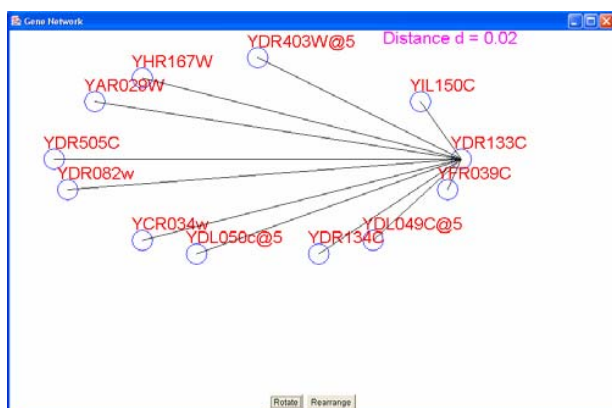 Gene Network
Distance d = 0.02
YDR403W@5
YHR167W
YAR029W
YIL150C
YDR505C
YDR133C
YDR082w
YFR039C
YCR034w
YDL050c@5
YDR134C
YDL049C@5
Rotate
Rearrange